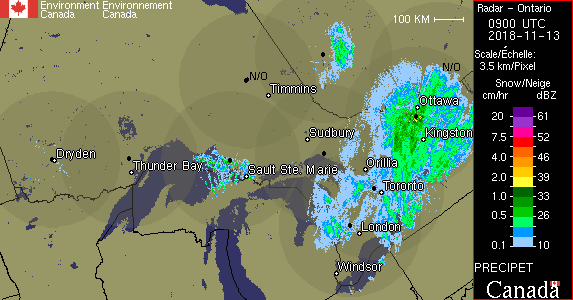 Environment Environnement
Canada Canada
100 KM
N/O
Timmins
N/O
Ottawa
Sudbury
Kingston
Dryden
Thunder Bay
Sault Ste. Marie
Orillia
Toronto
London
Windsor
Radar - Ontario
0900 UTC
2018-11-13
Scale/Échelle:
3.5 km/Pixel
Snow/Neige
cm/hr dBZ
20 61
7.5 52
4.0 46
2.0 39
1.0 33
0.5 26
0.1 10
PRECIPET
Canada